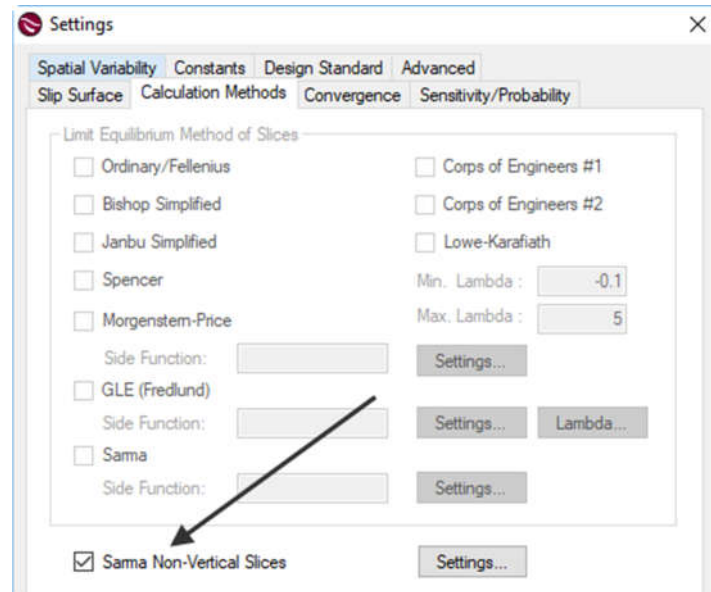 Settings
Spatial Variability Constants Design Standard Advanced
Slip Surface Calculation Methods Convergence Sensitivity/Probability
Limit Equilibrium Method of Slices
Ordinary/Fellenius Corps of Engineers #1
Bishop Simplified Corps of Engineers #2
Janbu Simplified Lowe-Karafiath
Spencer Min. Lambda : -0.1
Morgenstern-Price Max. Lambda : 5
Side Function: Settings...
GLE (Fredlund)
Side Function: Settings... Lambda...
Sarma
Side Function: Settings...
Sarma Non-Vertical Slices Settings...